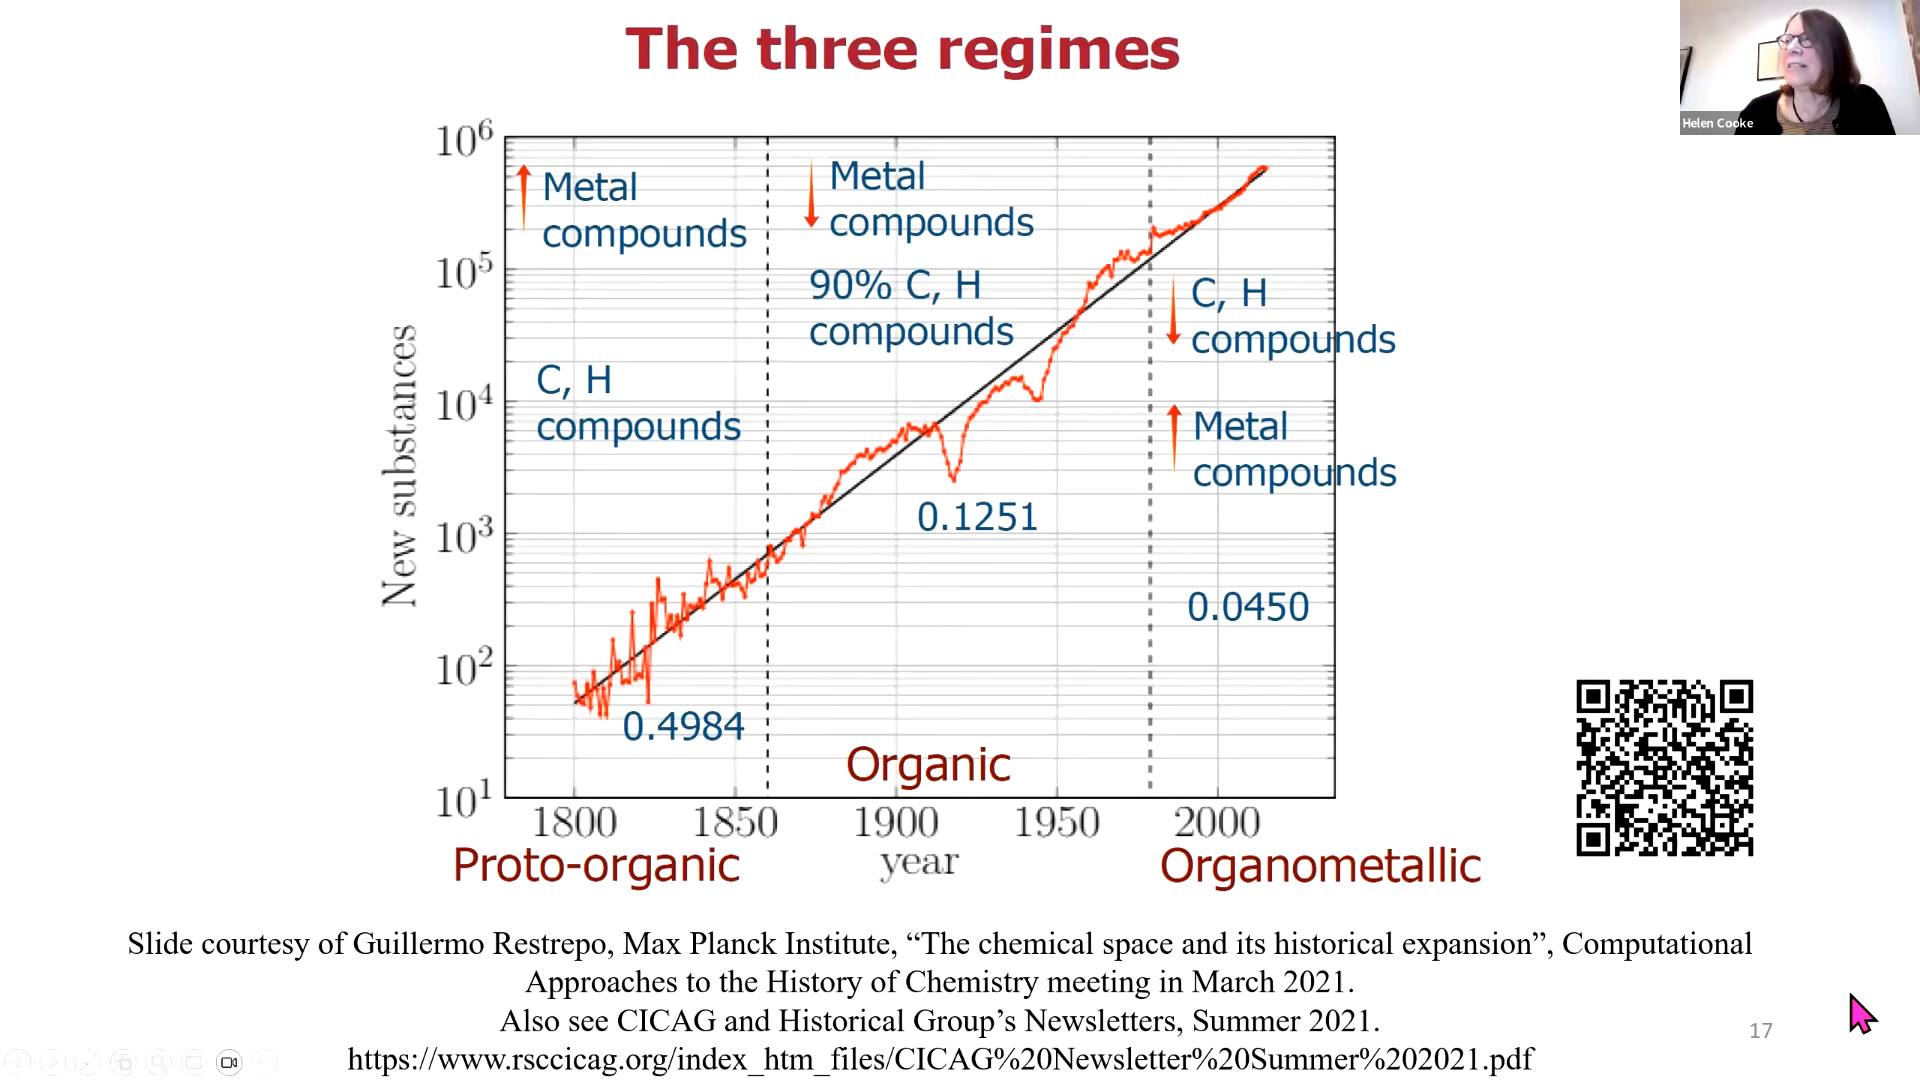 The three regimes
Helen Cooke
New substances
10^6
10^5
10^4
10^3
10^2
10^1
Metal
compounds
C, H
compounds
0.4984
Metal
compounds
90% C, H
compounds
0.1251
Organic
C, H
compounds
Metal
compounds
0.0450
1800 1850 1900 1950 2000
year
Proto-organic
Organometallic
Slide courtesy of Guillermo Restrepo, Max Planck Institute, “The chemical space and its historical expansion”, Computational
Approaches to the History of Chemistry meeting in March 2021.
Also see CICAG and Historical Group’s Newsletters, Summer 2021.
https://www.rsccicag.org/index_htm_files/CICAG%20Newsletter%20Summer%202021.pdf
17